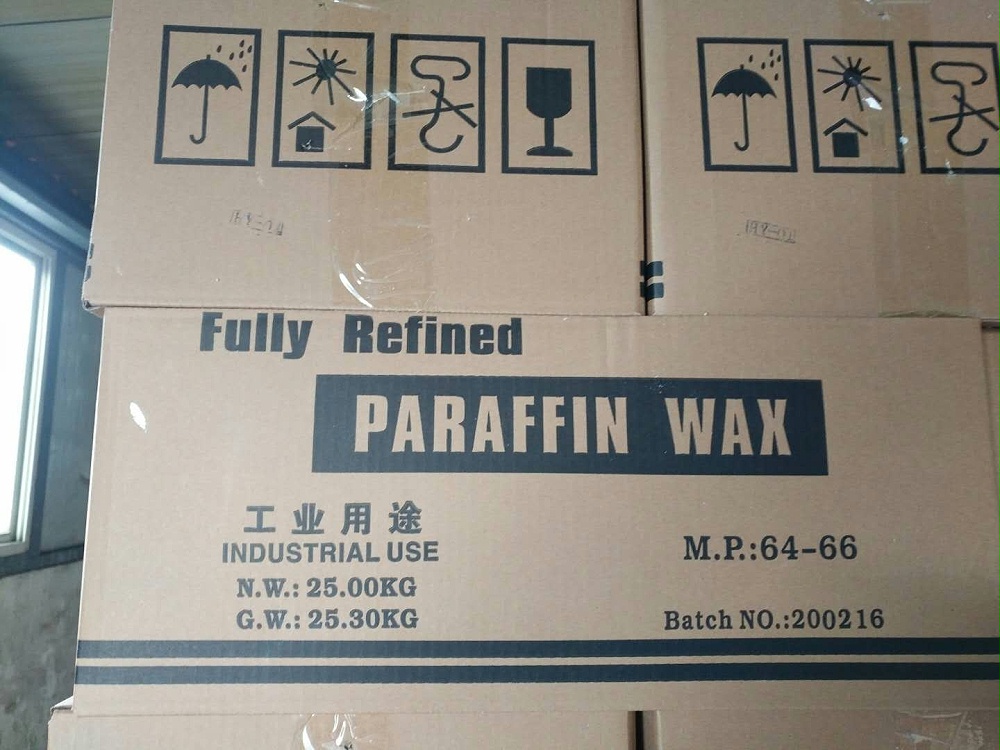 Fully Refined
PARAFFIN WAX
工业用途
INDUSTRIAL USE
N.W.: 25.00KG
G.W.: 25.30KG
M.P.:64-66
Batch NO.:200216